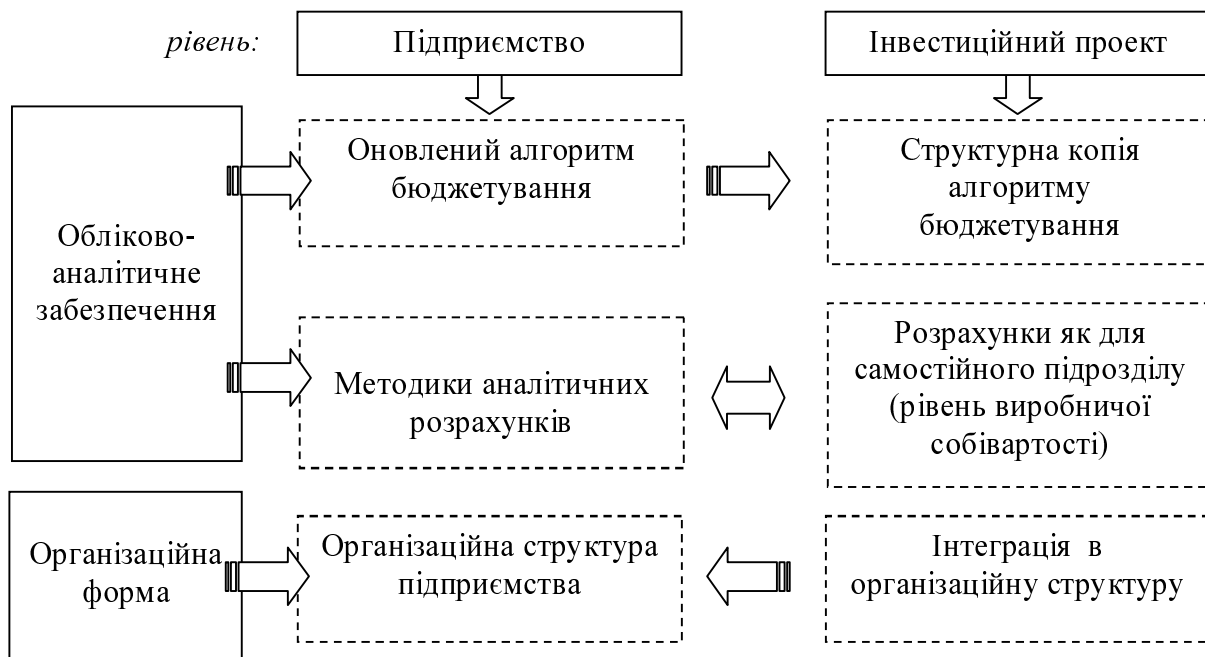 рівень:
Підприємство
Інвестиційний проект
Обліково-
аналітичне
забезпечення
Оновлений алгоритм
бюджетування
Структурна копія
алгоритму
бюджетування
Методики аналітичних
розрахунків
Розрахунки як для
самостійного підрозділу
(рівень виробничої
собівартості)
Організаційна
форма
Організаційна структура
підприємства
Інтеграція в
організаційну структуру